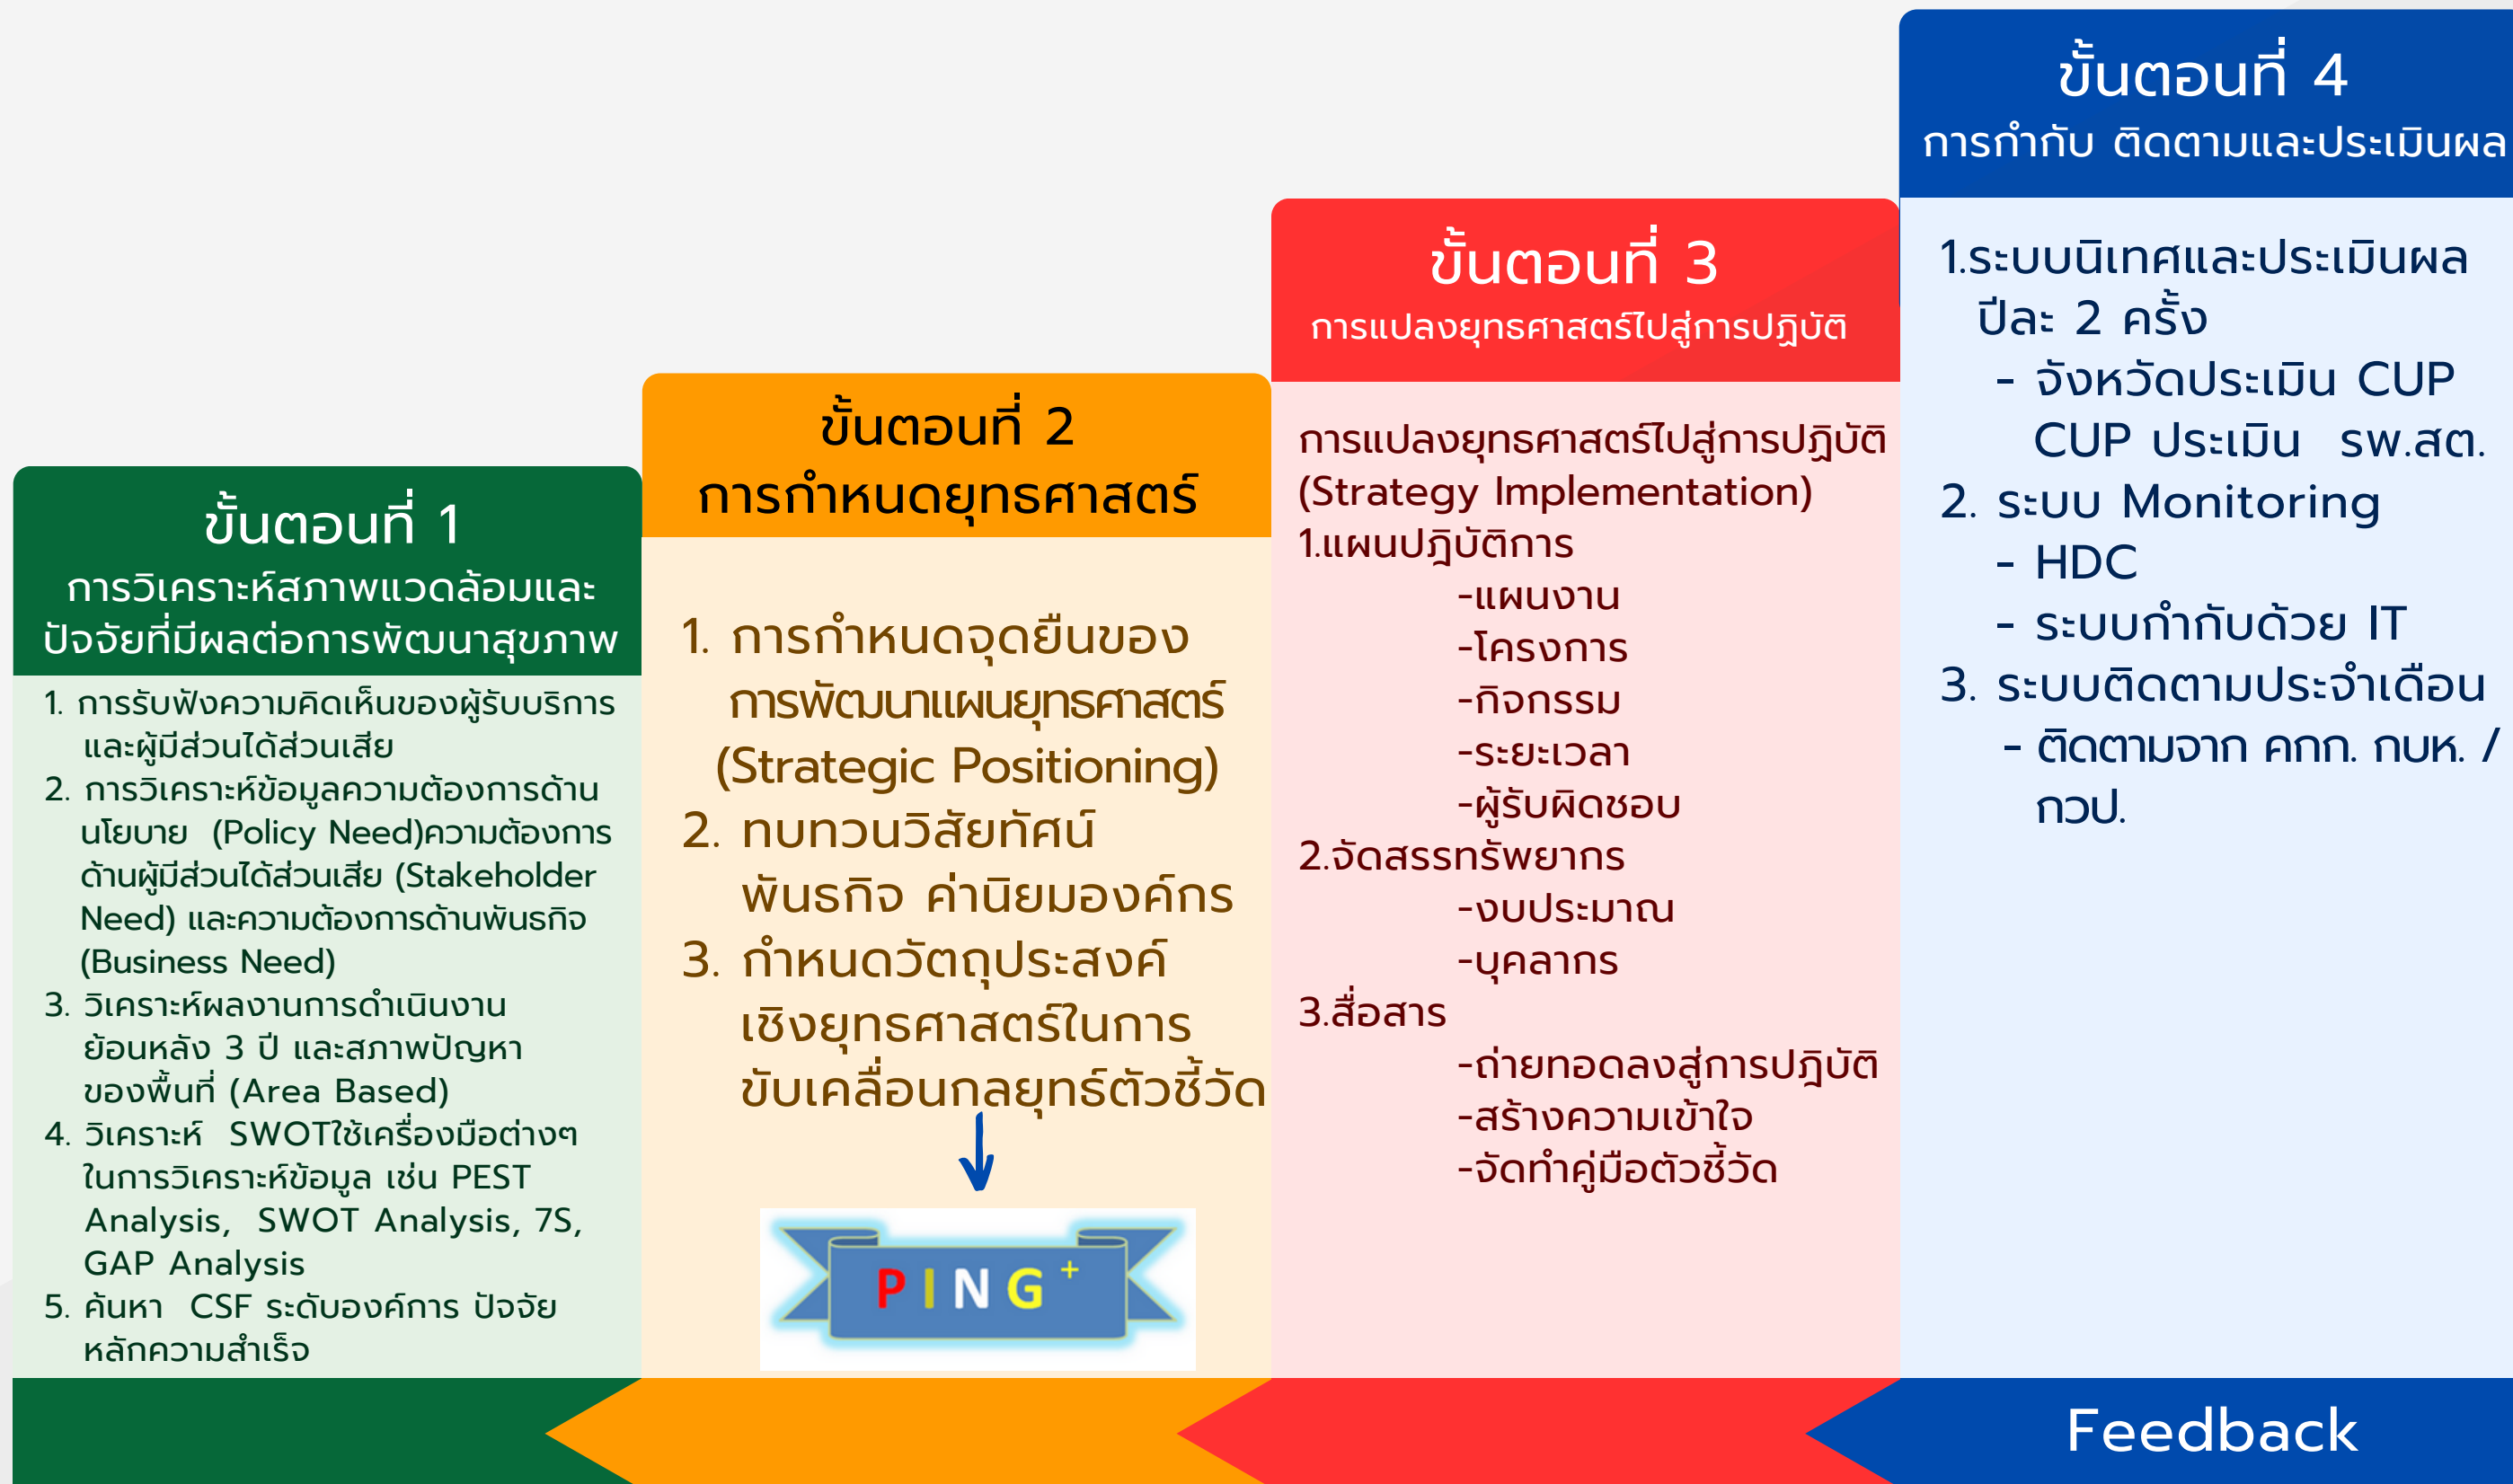 ขั้นตอนที่ 1
การวิเคราะห์สภาพแวดล้อมและ
ปัจจัยที่มีผลต่อการพัฒนาสุขภาพ
1. การรับฟังความคิดเห็นของผู้รับบริการ
และผู้มีส่วนได้ส่วนเสีย
2. การวิเคราะห์ข้อมูลความต้องการด้าน
นโยบาย (Policy Need)ความต้องการ
ด้านผู้มีส่วนได้ส่วนเสีย (Stakeholder
Need) และความต้องการด้านพันธกิจ
(Business Need)
3. วิเคราะห์ผลงานการดำเนินงาน
ย้อนหลัง 3 ปี และสภาพปัญหา
ของพื้นที่ (Area Based)
4. วิเคราะห์ SWOTใช้เครื่องมือต่างๆ
ในการวิเคราะห์ข้อมูล เช่น PEST
Analysis, SWOT Analysis, 7S,
GAP Analysis
5. ค้นหา CSF ระดับองค์การ ปัจจัย
หลักความสำเร็จ
ขั้นตอนที่ 2
การกำหนดยุทธศาสตร์
1. การกำหนดจุดยืนของ
การพัฒนาแผนยุทธศาสตร์
(Strategic Positioning)
2. ทบทวนวิสัยทัศน์
พันธกิจ ค่านิยมองค์กร
3. กำหนดวัตถุประสงค์
เชิงยุทธศาสตร์ในการ
ขับเคลื่อนกลยุทธ์ตัวชี้วัด
PING+
ขั้นตอนที่ 3
การแปลงยุทธศาสตร์ไปสู่การปฏิบัติ
การแปลงยุทธศาสตร์ไปสู่การปฏิบัติ
(Strategy Implementation)
1.แผนปฎิบัติการ
-แผนงาน
-โครงการ
-กิจกรรม
-ระยะเวลา
-ผู้รับผิดชอบ
2.จัดสรรทรัพยากร
-งบประมาณ
-บุคลากร
3.สื่อสาร
-ถ่ายทอดลงสู่การปฎิบัติ
-สร้างความเข้าใจ
-จัดทำคู่มือตัวชี้วัด
ขั้นตอนที่ 4
การกำกับ ติดตามและประเมินผล
1.ระบบนิเทศและประเมินผล
ปีละ 2 ครั้ง
- จังหวัดประเมิน CUP
CUP ประเมิน รพ.สต.
2. ระบบ Monitoring
- HDC
- ระบบกำกับด้วย IT
3. ระบบติดตามประจำเดือน
- ติดตามจาก คกก. กบห. /
กวป.
Feedback